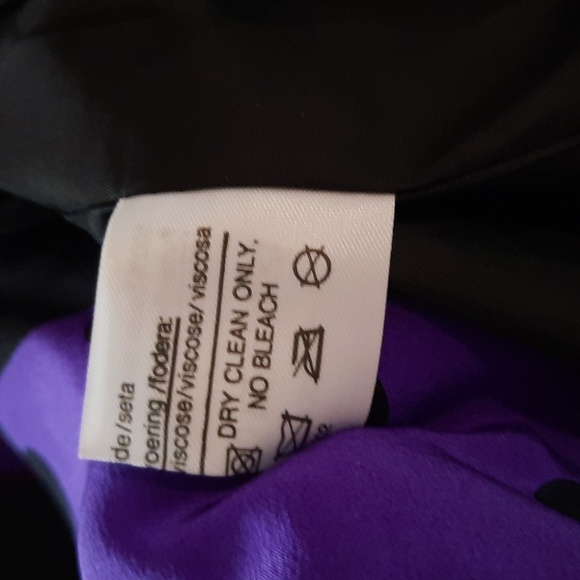 de/seta
voering/fodera:
viscose/viscose/viscosa
DRY CLEAN ONLY,
NO BLEACH